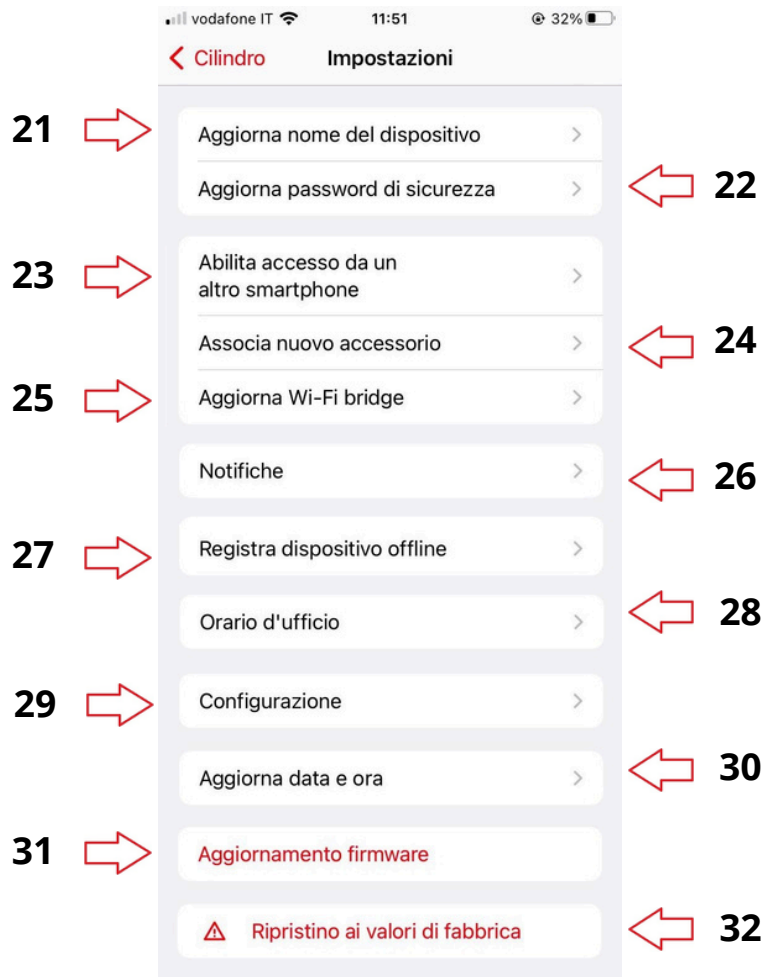 vodafone IT 11:51 32%
Cilindro Impostazioni
21 Aggiorna nome del dispositivo
Aggiorna password di sicurezza 22
23 Abilita accesso da un
altro smartphone
Associa nuovo accessorio 24
25 Aggiorna Wi-Fi bridge
Notifiche 26
27 Registra dispositivo offline
Orario d'ufficio 28
29 Configurazione
Aggiorna data e ora 30
31 Aggiornamento firmware
Ripristino ai valori di fabbrica 32